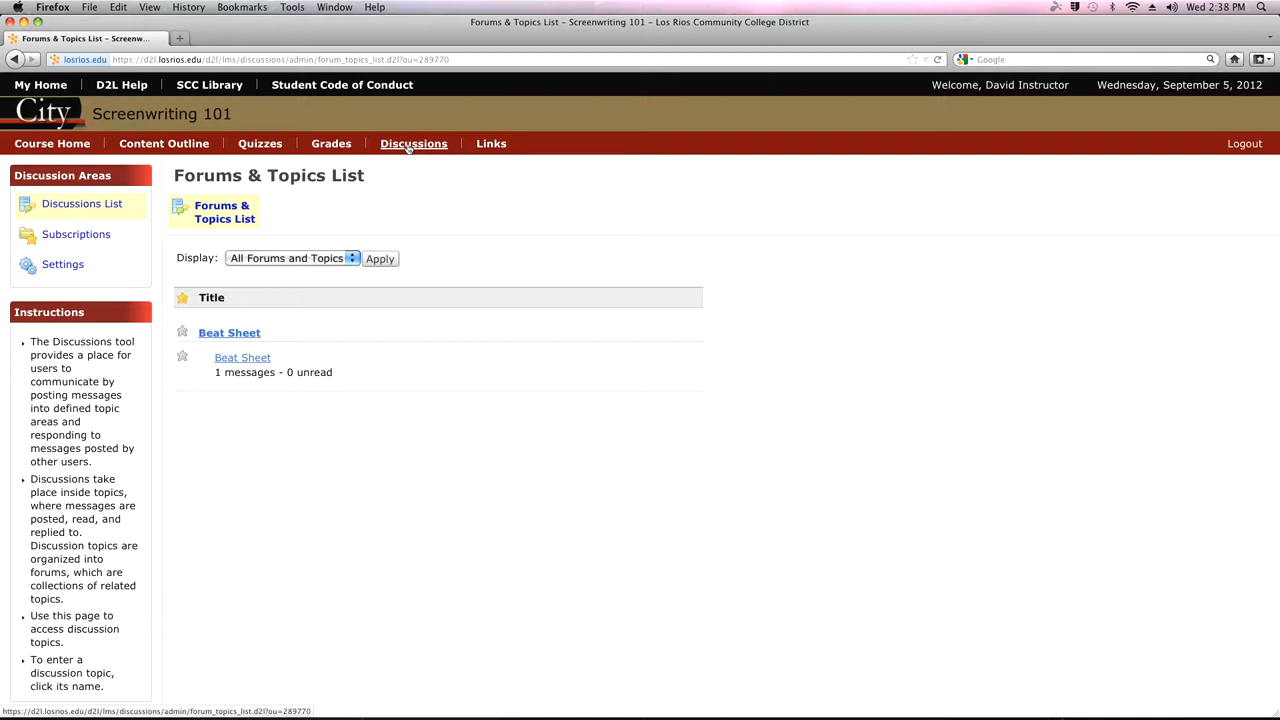 Firefox File Edit View History Bookmarks Tools Window Help Wed 2:38 PM
Forums & Topics List – Screenwriting 101 – Los Rios Community College District
Forums & Topics List – Screenw...
losrios.edu https://d2l.losrios.edu/d2l/lms/discussions/admin/forum_topics_list.d2l?ou=289770 Google
My Home D2L Help SCC Library Student Code of Conduct Welcome, David Instructor Wednesday, September 5, 2012
City Screenwriting 101
Course Home Content Outline Quizzes Grades Discussions Links Logout
Discussion Areas
Discussions List
Subscriptions
Settings
Instructions
The Discussions tool
provides a place for
users to
communicate by
posting messages
into defined topic
areas and
responding to
messages posted by
other users.
Discussions take
place inside topics,
where messages are
posted, read, and
replied to.
Discussion topics are
organized into
forums, which are
collections of related
topics.
Use this page to
access discussion
topics.
To enter a
discussion topic,
click its name.
Forums & Topics List
Forums &
Topics List
Display: All Forums and Topics Apply
Title
Beat Sheet
Beat Sheet
1 messages - 0 unread
https://d2l.losrios.edu/d2l/lms/discussions/admin/forum_topics_list.d2l?ou=289770